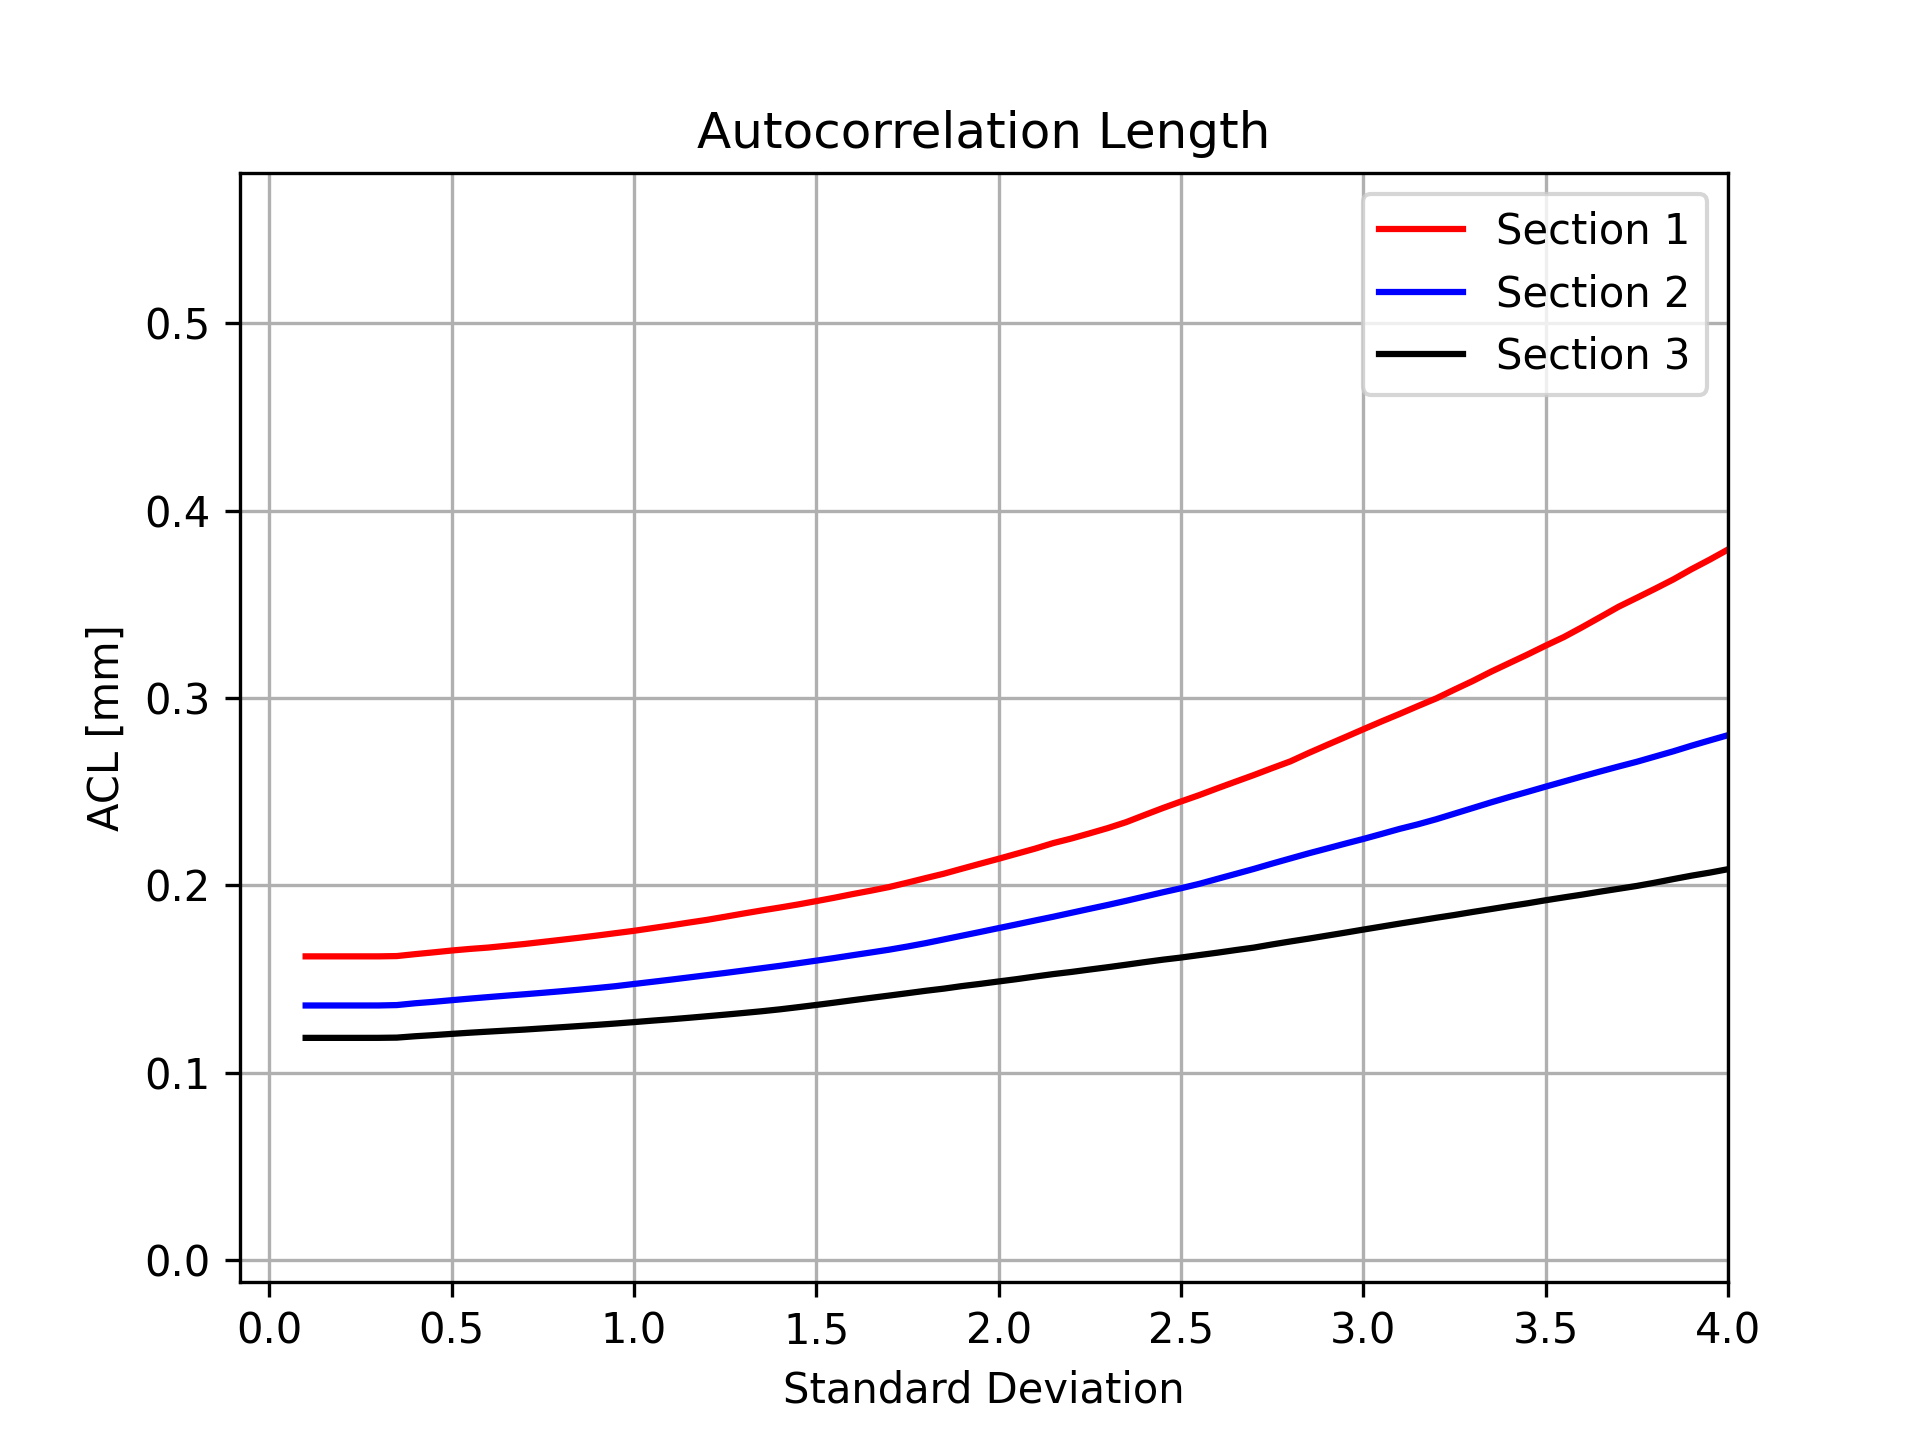 Autocorrelation Length
Section 1
Section 2
Section 3
ACL [mm]
0.5
0.4
0.3
0.2
0.1
0.0
0.0 0.5 1.0 1.5 2.0 2.5 3.0 3.5 4.0
Standard Deviation